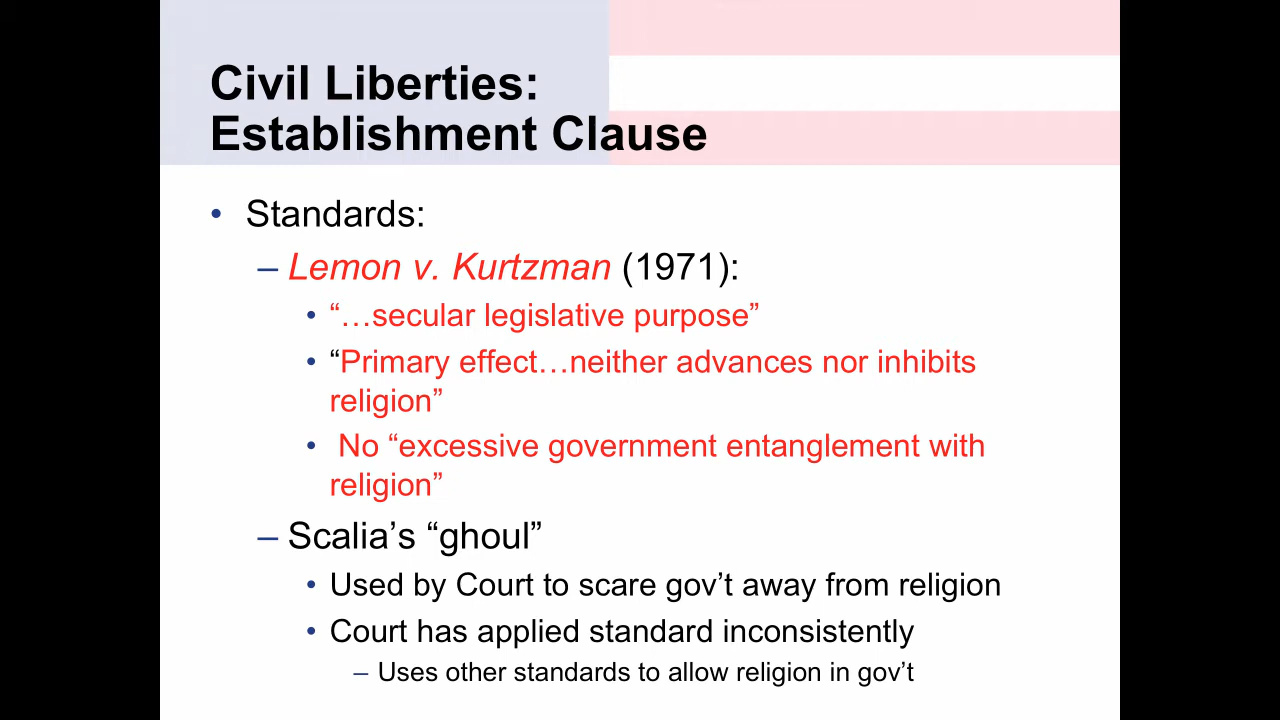 Civil Liberties:
Establishment Clause
• Standards:
– Lemon v. Kurtzman (1971):
• “…secular legislative purpose”
• “Primary effect…neither advances nor inhibits
religion”
• No “excessive government entanglement with
religion”
– Scalia’s “ghoul”
• Used by Court to scare gov’t away from religion
• Court has applied standard inconsistently
– Uses other standards to allow religion in gov’t